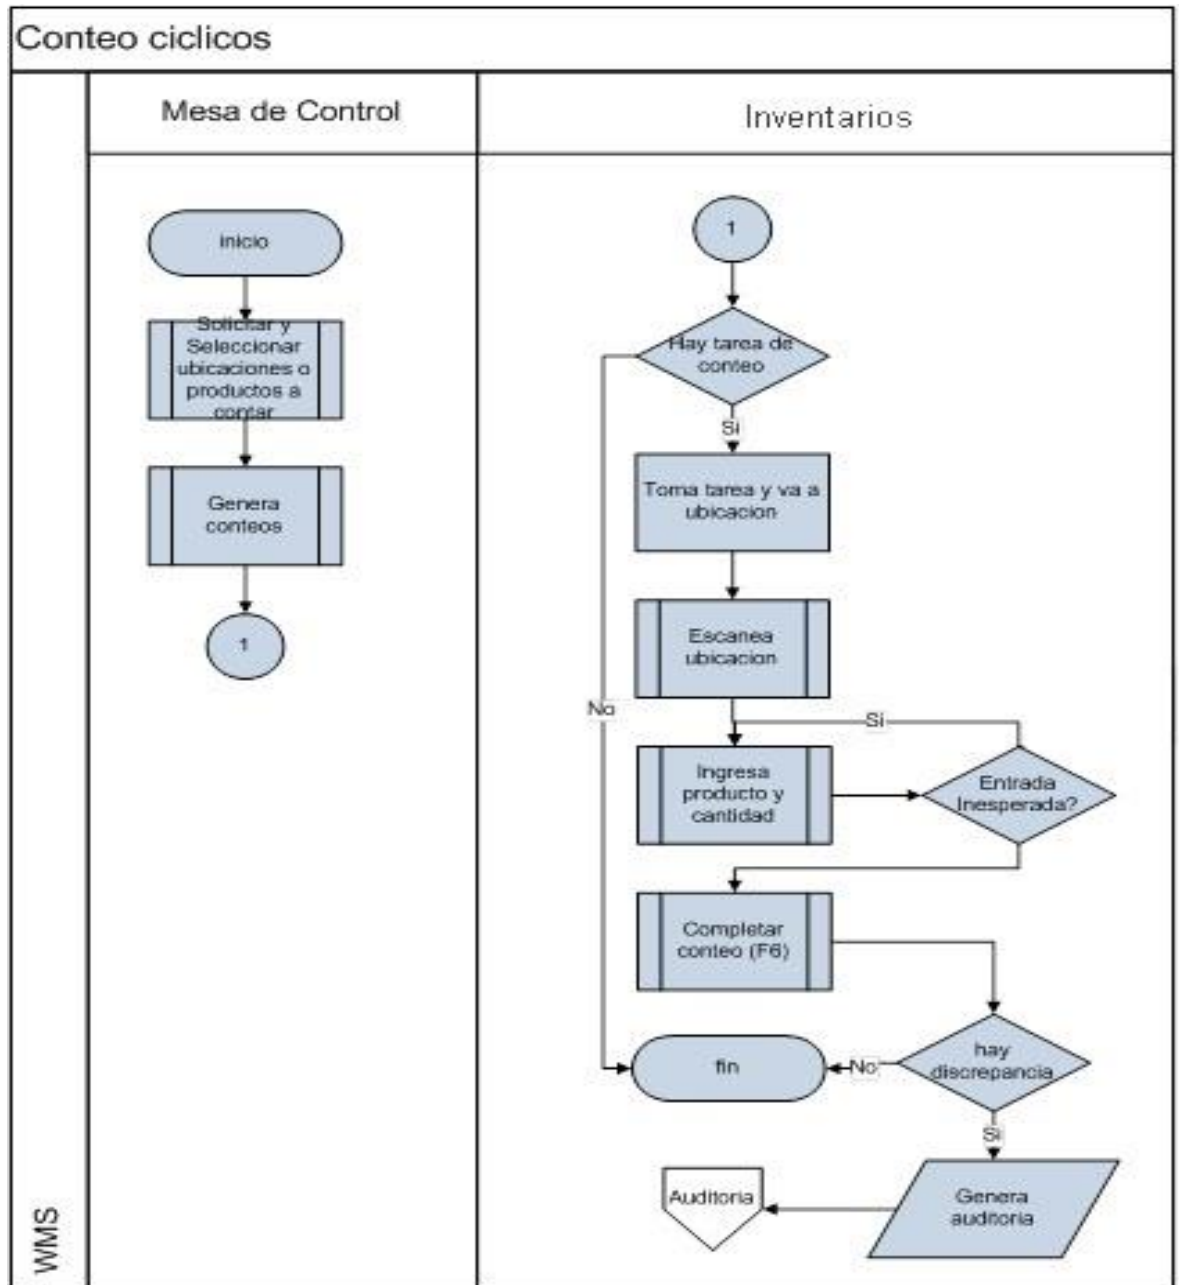 Conteo ciclicos
Mesa de Control
Inventarios
WMS
inicio
Solicitar y
Seleccionar
ubicaciones o
productos a
contar
Genera
conteos
1
1
Hay tarea de
conteo
Si
Toma tarea y va a
ubicacion
Escanea
ubicacion
No
Si
Ingresa
producto y
cantidad
Entrada
Inesperada?
Completar
conteo (F6)
hay
discrepancia
No
fin
Si
Genera
auditoria
Auditoria